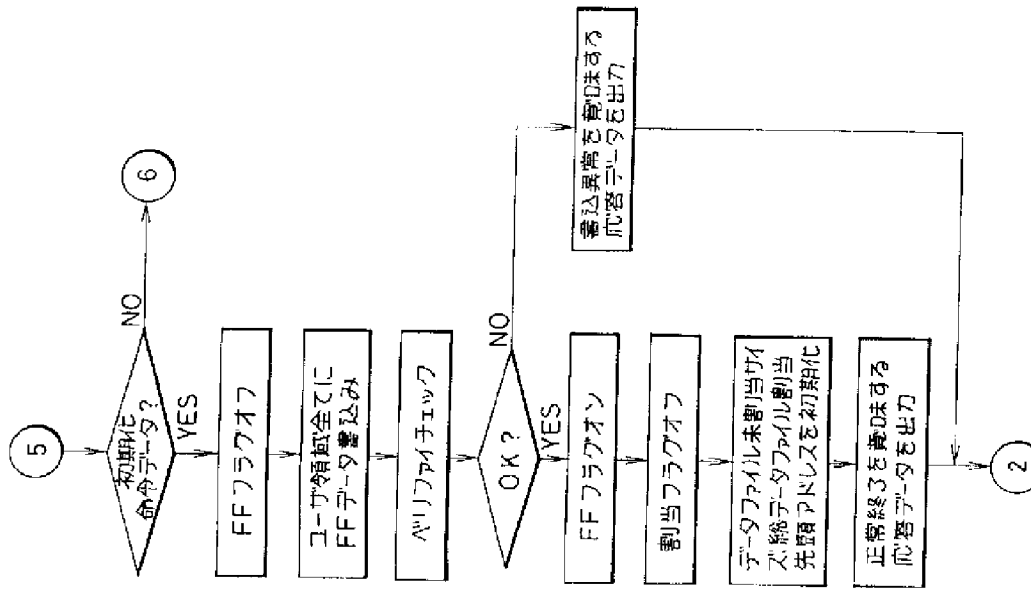 5
初期化
命令データ?
NO
6
YES
FFフラグオフ
ユーザ領域全てに
FFデータ書込み
ベリファイチェック
OK?
NO
YES
書込異常を意味する
応答データを出力
FFフラグオン
割当フラグオフ
データファイル未割当サイ
ズ・総データファイル割当
先頭アドレスを初期化
正常終了を意味する
応答データを出力
2